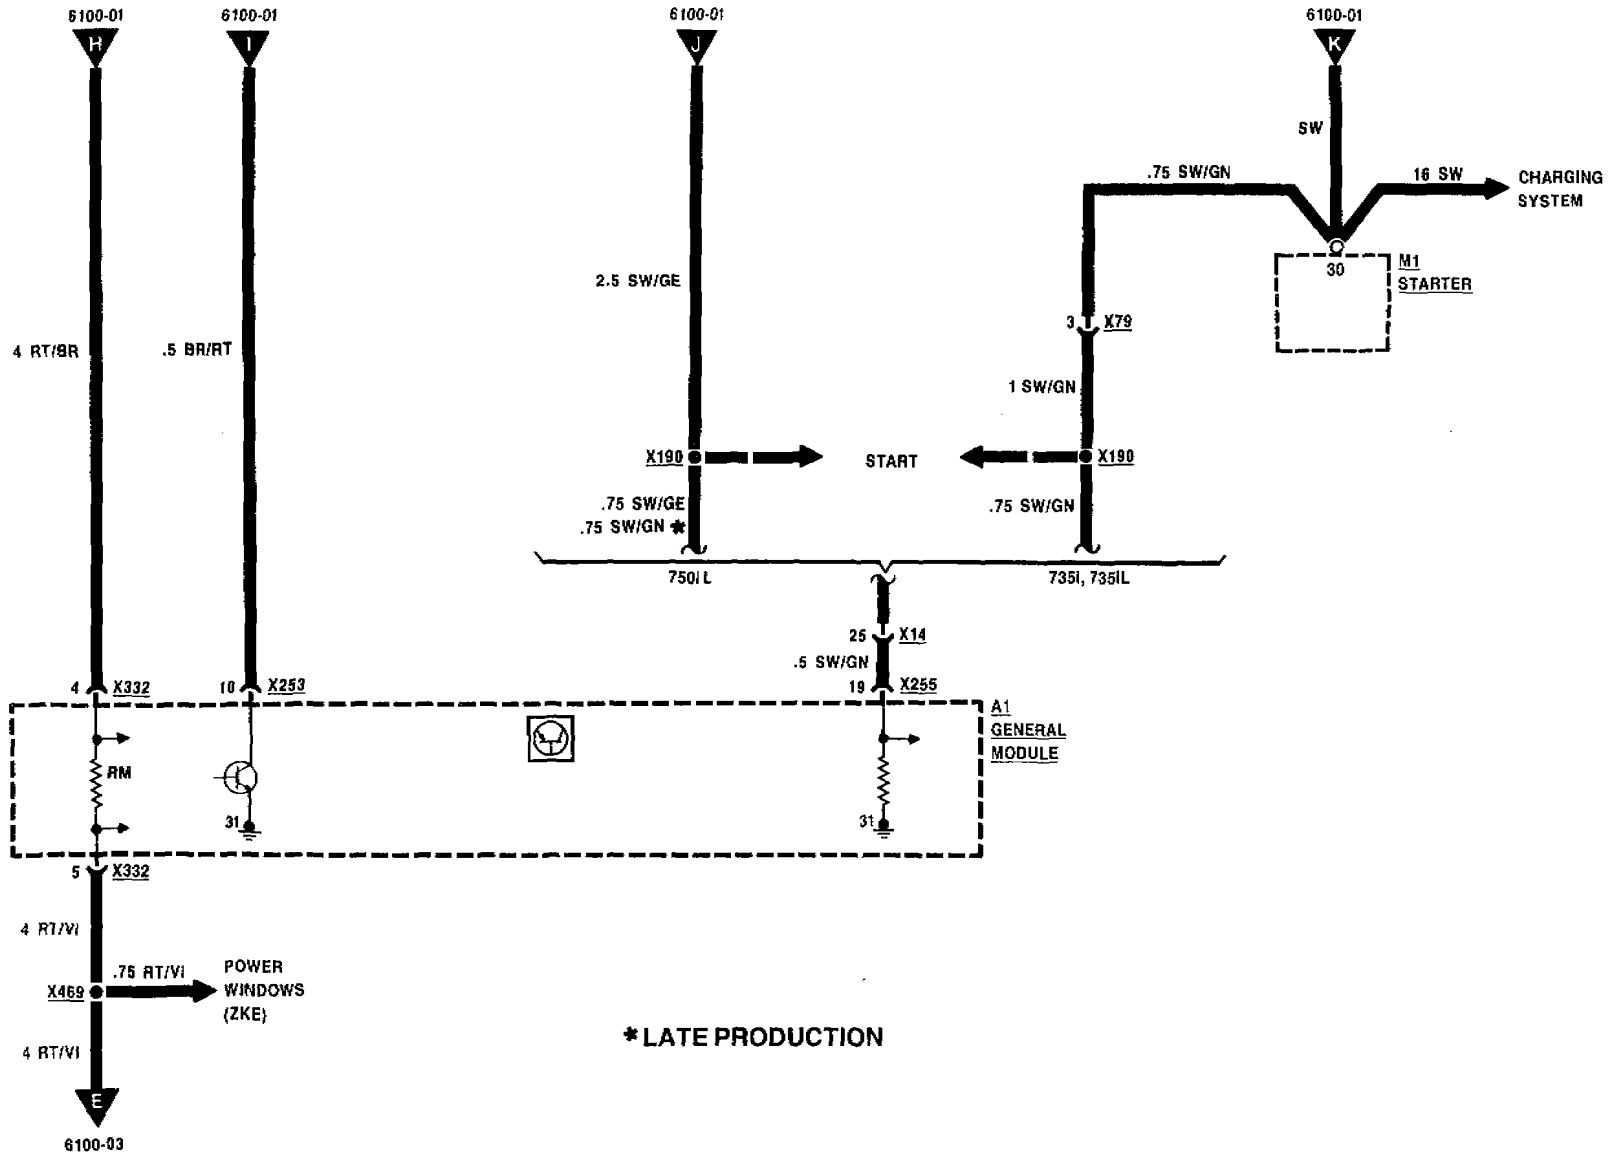 6100-01 6100-01 6100-01 6100-01
H I J K
SW
.75 SW/GN 16 SW CHARGING
SYSTEM
30 M1
STARTER
2.5 SW/GE
3 X79
4 RT/BR .5 BR/RT
1 SW/GN
X190 START X190
.75 SW/GE .75 SW/GN
.75 SW/GN *
750iL 735i, 735iL
25 X14
.5 SW/GN
4 X332 10 X253 19 X255
A1
GENERAL
MODULE
RM
31 31
5 X332
4 RT/VI
.75 RT/VI POWER
X469 WINDOWS
(ZKE)
* LATE PRODUCTION
4 RT/VI
E
6100-03